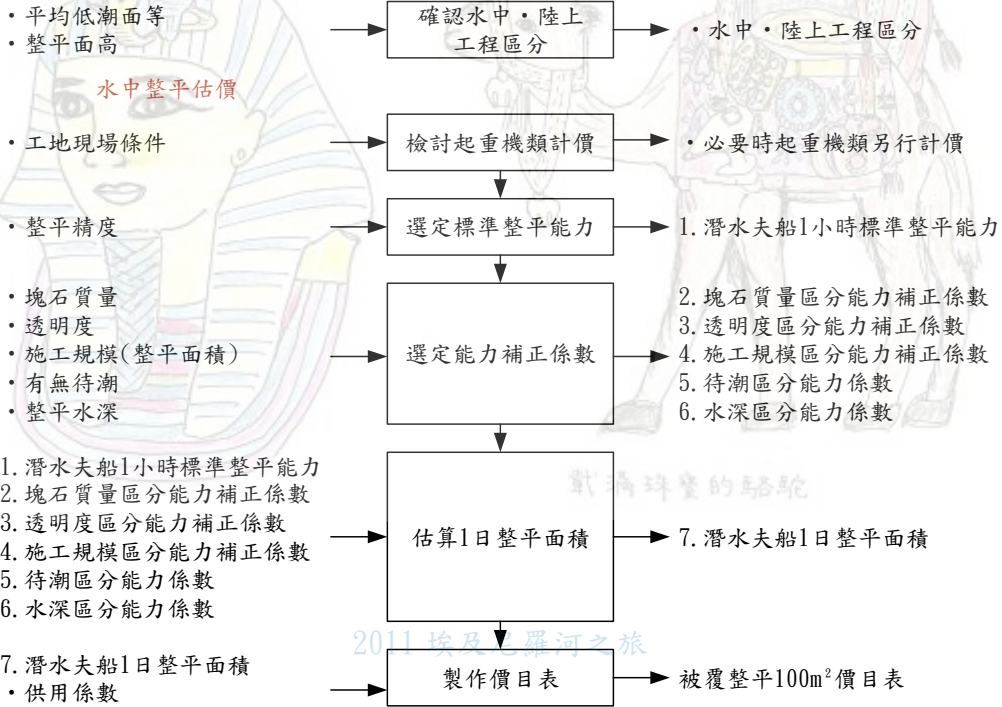 ・平均低潮面等
・整平面高
確認水中・陸上
工程區分
・水中・陸上工程區分
水中整平估價
・工地現場條件
檢討起重機類計價
・必要時起重機類另行計價
・整平精度
選定標準整平能力
1.潛水夫船1小時標準整平能力
・塊石質量
・透明度
・施工規模(整平面積)
・有無待潮
・整平水深
選定能力補正係數
2.塊石質量區分能力補正係數
3.透明度區分能力補正係數
4.施工規模區分能力補正係數
5.待潮區分能力係數
6.水深區分能力係數
戴滿珠寶的駱駝
1.潛水夫船1小時標準整平能力
2.塊石質量區分能力補正係數
3.透明度區分能力補正係數
4.施工規模區分能力補正係數
5.待潮區分能力係數
6.水深區分能力係數
估算1日整平面積
7.潛水夫船1日整平面積
2011 埃及尼羅河之旅
7.潛水夫船1日整平面積
・供用係數
製作價目表
被覆整平100m²價目表